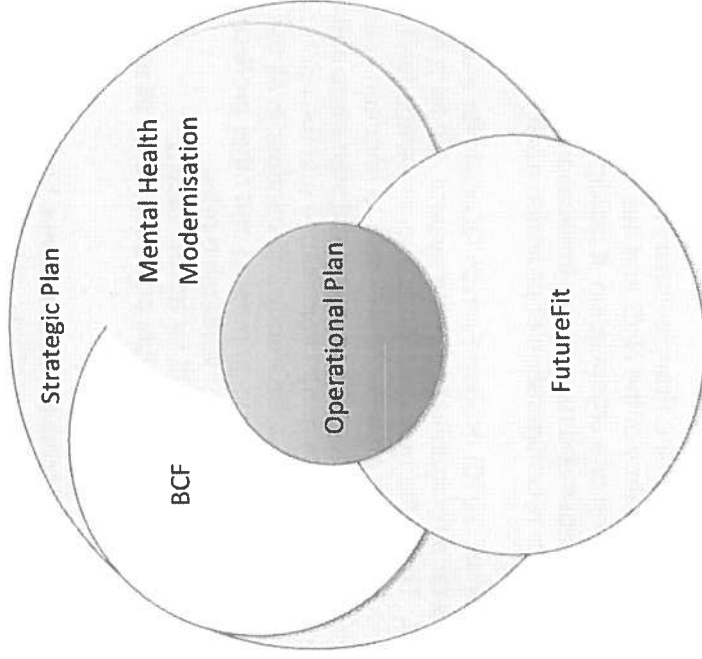 Strategic Plan
Mental Health
Modernisation
BCF
Operational Plan
FutureFit